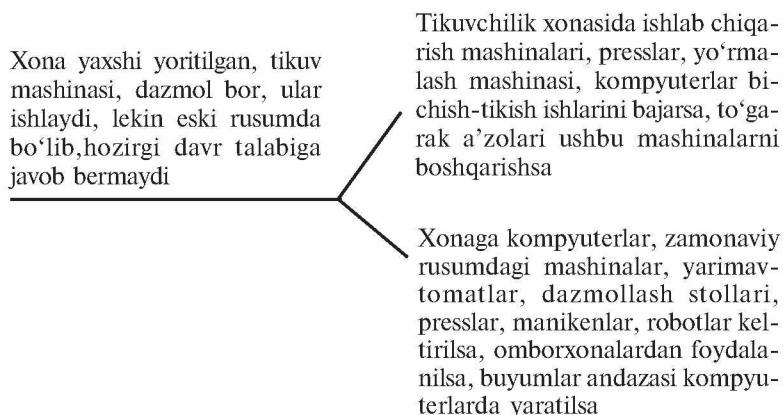 Xona yaxshi yoritilgan, tikuv
mashinasi, dazmol bor, ular
ishlaydi, lekin eski rusumda
bo‘lib,hozirgi davr talabiga
javob bermaydi
Tikuvchilik xonasida ishlab chiqa-
rish mashinalari, presslar, yo‘rma-
lash mashinasi, kompyuterlar bi-
chish-tikish ishlarini bajarsa, to‘ga-
rak a’zolari ushbu mashinalarni
boshqarishsa
Xonaga kompyuterlar, zamonaviy
rusumdagi mashinalar, yarimav-
tomatlar, dazmollash stollari,
presslar, manikenlar, robotlar kel-
tirilsa, omborxonalardan foydala-
nilsa, buyumlar andazasi kompyu-
terlarda yaratilsa